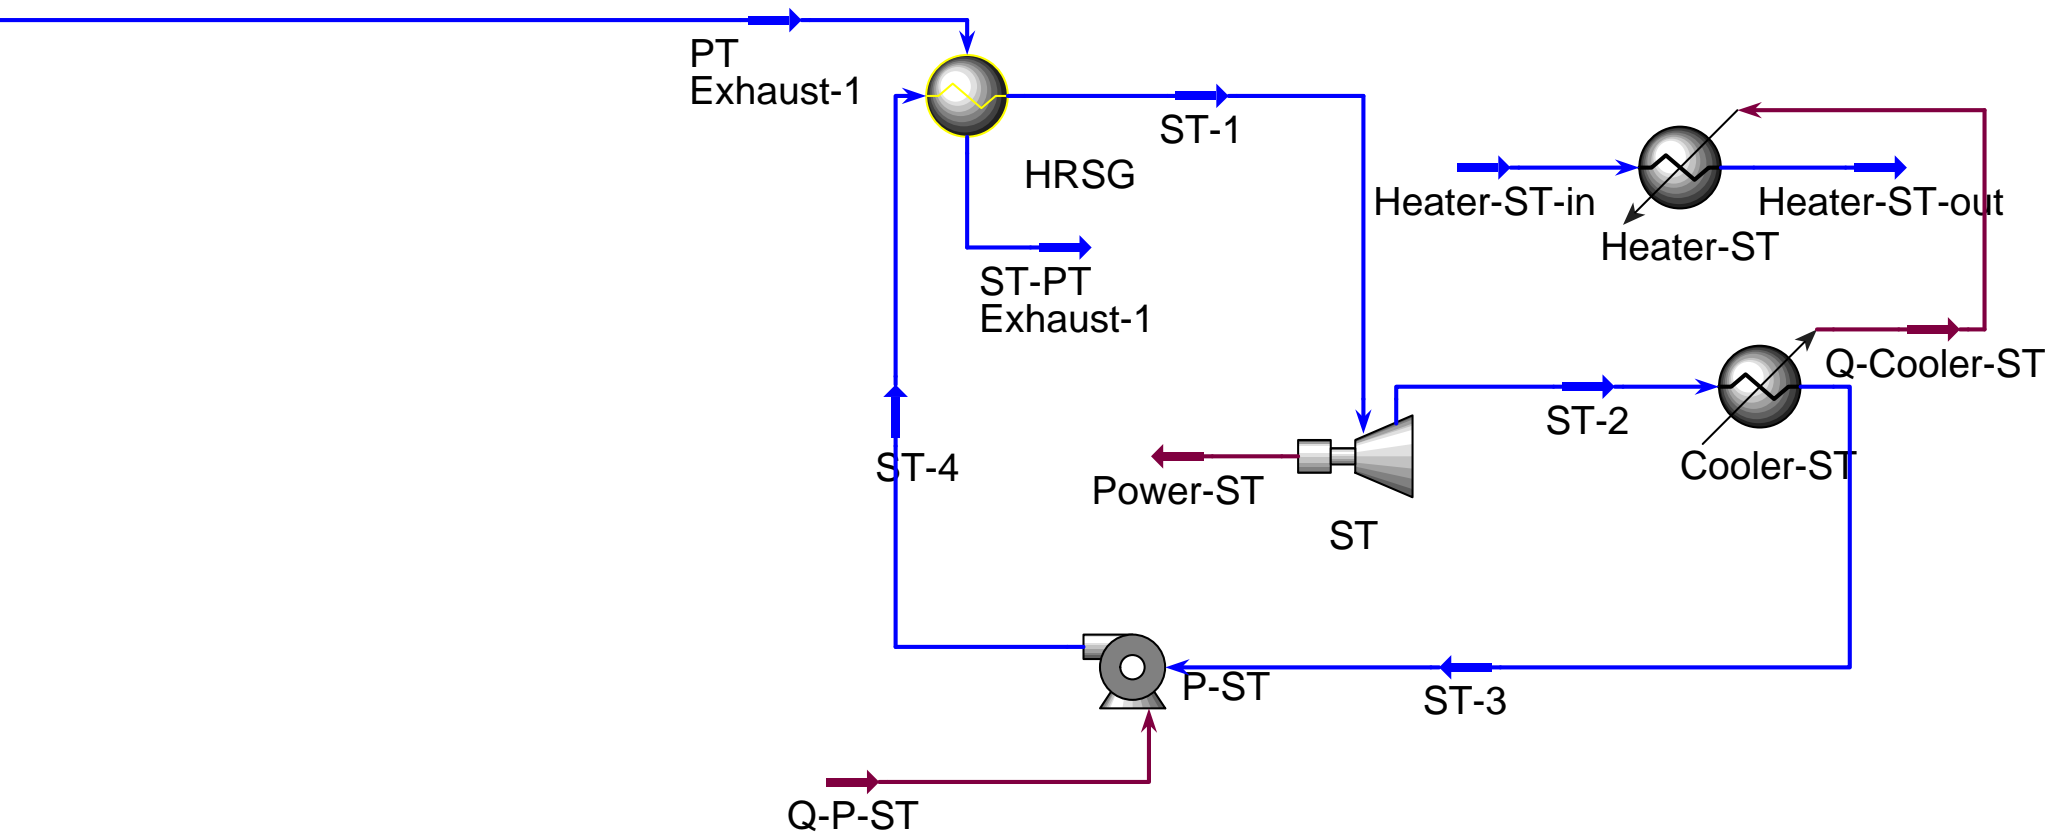 PT
Exhaust-1
ST-1
HRSG
Heater-ST-in
Heater-ST-out
Heater-ST
ST-PT
Exhaust-1
Q-Cooler-ST
ST-2
Cooler-ST
ST-4
Power-ST
ST
P-ST
ST-3
Q-P-ST